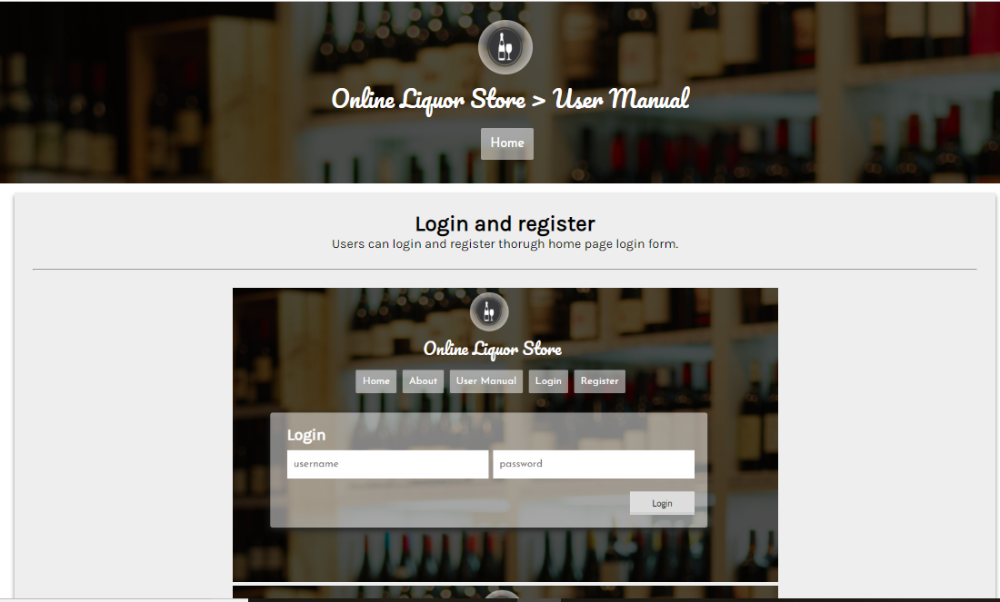 Online Liquor Store > User Manual
Home
Login and register
Users can login and register thorugh home page login form.
Online Liquor Store
Home About User Manual Login Register
Login
username password
Login